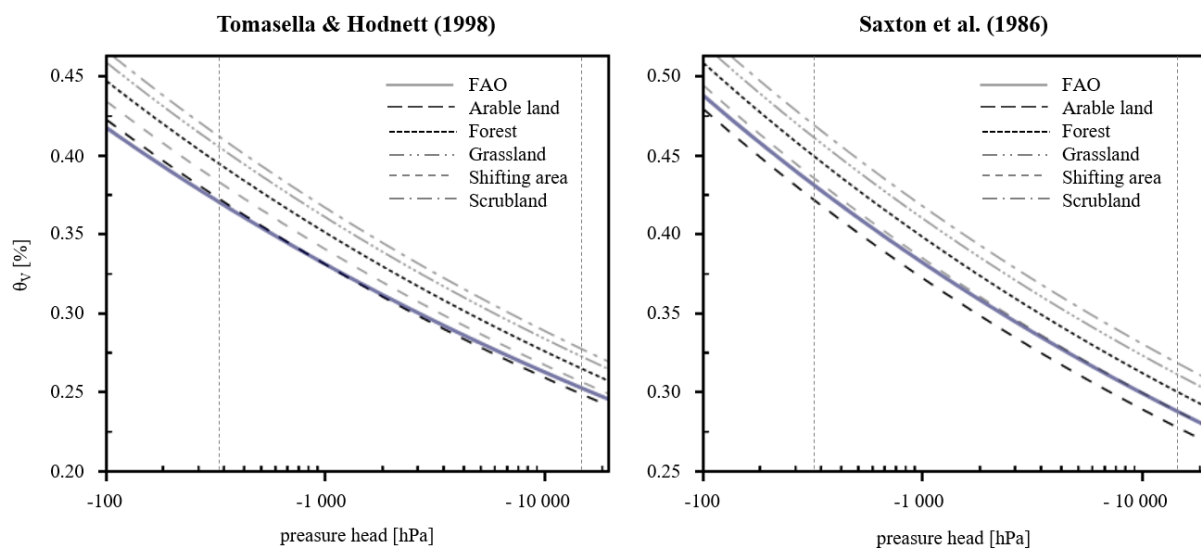 Tomasella & Hodnett (1998)
FAO
Arable land
Forest
Grassland
Shifting area
Scrubland
0.45
0.40
0.35
0.30
0.25
0.20
θV [%]
-100
-1 000
- 10 000
preasure head [hPa]
Saxton et al. (1986)
FAO
Arable land
Forest
Grassland
Shifting area
Scrubland
0.50
0.45
0.40
0.35
0.30
0.25
-100
-1 000
- 10 000
preasure head [hPa]